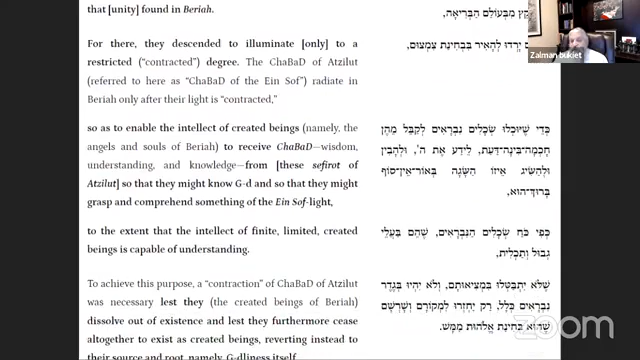 that [unity] found in Beriah.
For there, they descended to illuminate [only] to a
restricted (“contracted”) degree. The ChaBaD of Atzilut
(referred to here as “ChaBaD of the Ein Sof”) radiate in
Beriah only after their light is “contracted,”
so as to enable the intellect of created beings (namely, the
angels and souls of Beriah) to receive ChaBaD—wisdom,
understanding, and knowledge—from [these sefirot of
Atzilut] so that they might know G-d and so that they might
grasp and comprehend something of the Ein Sof-light,
to the extent that the intellect of finite, limited, created
beings is capable of understanding.
To achieve this purpose, a “contraction” of ChaBaD of Atzilut
was necessary lest they (the created beings of Beriah)
dissolve out of existence and lest they furthermore cease
altogether to exist as created beings, reverting instead to
their source and root, namely, G-dliness itself.
מֵעוֹלַם הַבְּרִיאָה,
יָרְדוּ לְהָאִיר בִּבְחִינַת צִמְצוּם,
כְּדֵי שֶׁיּוּכְלוּ שְׂכָלִים נִבְרָאִים לְקַבֵּל מֵהֶן
חָכְמָה־בִּינָה־דַּעַת, לֵידַע אֶת ה', וּלְהָבִין
וּלְהַשִּׂיג אֵיזוֹ הַשָּׂגָה בְּאוֹר־אֵין־סוֹף
בָּרוּךְ־הוּא,
כְּפִי כֹּחַ שְׂכָלִים הַנִּבְרָאִים, שֶׁהֵם בַּעֲלֵי
גְבוּל וְתַכְלִית,
שֶׁלֹּא יִתְבַּטְּלוּ בִּמְצִיאוּתָם, וְלֹא יִהְיוּ בְּגֶדֶר
נִבְרָאִים כְּלָל, רַק יַחְזְרוּ לִמְקוֹרָם וְשָׁרְשָׁם
שֶׁהוּא בְּחִינַת אֱלֹהוּת מַמָּשׁ.
Zalman bukiet
zoom